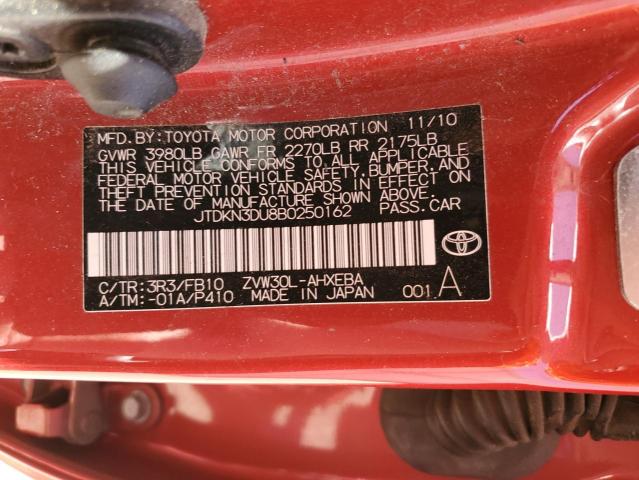 MFD. BY: TOYOTA MOTOR CORPORATION 11/10
GVWR 3980LB GAWR FR 2270LB RR 2175LB
THIS VEHICLE CONFORMS TO ALL APPLICABLE
FEDERAL MOTOR VEHICLE SAFETY, BUMPER, AND
THEFT PREVENTION STANDARDS IN EFFECT ON
THE DATE OF MANUFACTURE SHOWN ABOVE.
JTDKN3DU8B0250162 PASS. CAR
C/TR: 3R3/FB10 ZVW30L-AHXEBA
A/TM: -01A/P410 MADE IN JAPAN 001 A